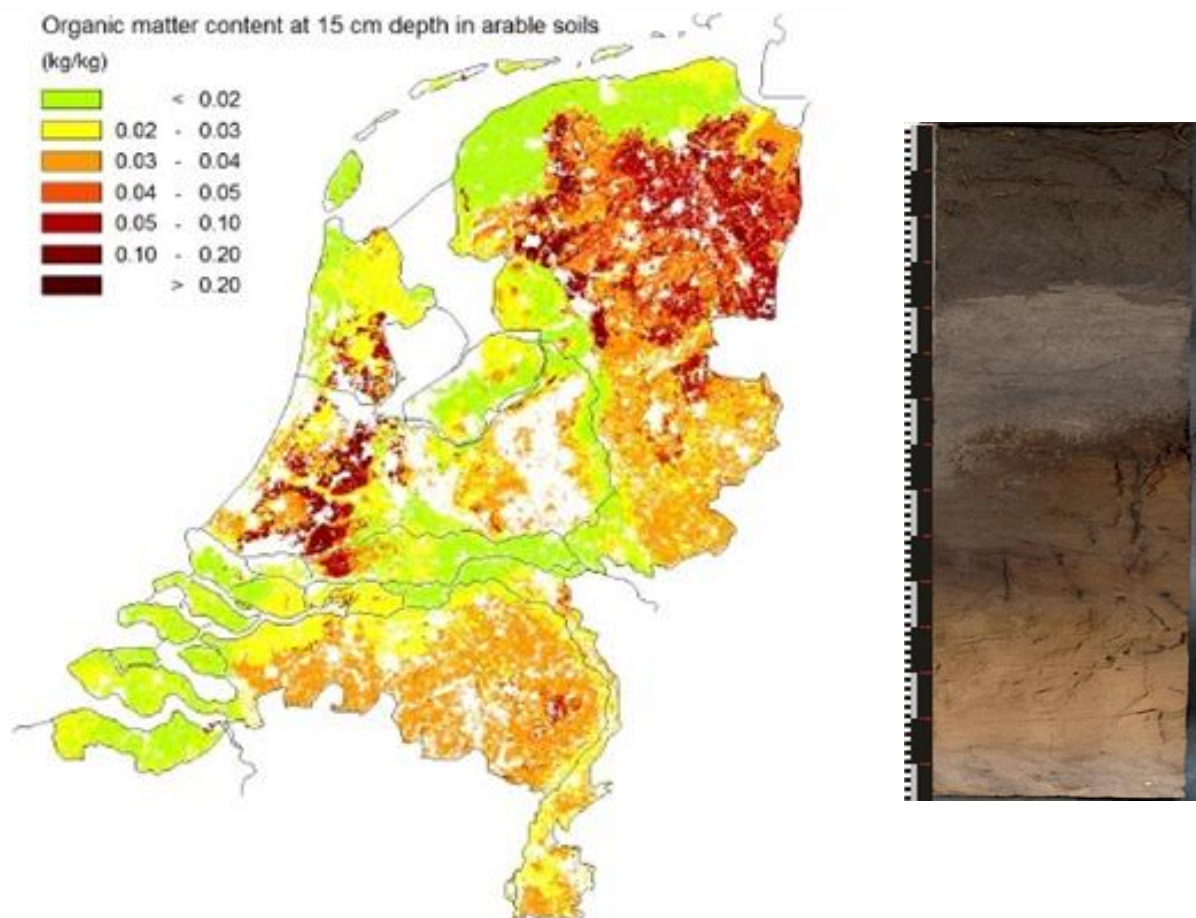 Organic matter content at 15 cm depth in arable soils
(kg/kg)
< 0.02
0.02 - 0.03
0.03 - 0.04
0.04 - 0.05
0.05 - 0.10
0.10 - 0.20
> 0.20